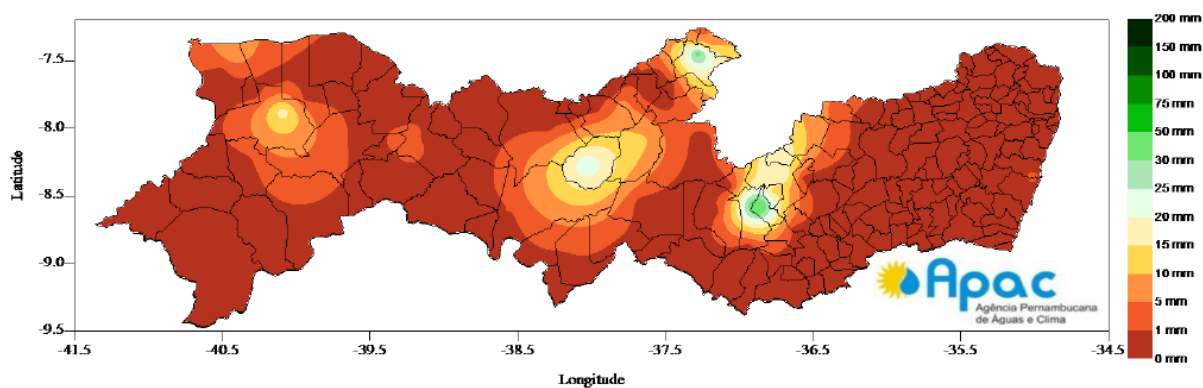 200 mm
150 mm
100 mm
75 mm
50 mm
30 mm
25 mm
20 mm
15 mm
10 mm
5 mm
1 mm
0 mm
Latitude
-7.5
-8.0
-8.5
-9.0
-9.5
Apac
Agência Pernambucana
de Águas e Clima
-41.5 -40.5 -39.5 -38.5 -37.5 -36.5 -35.5 -34.5
Longitude